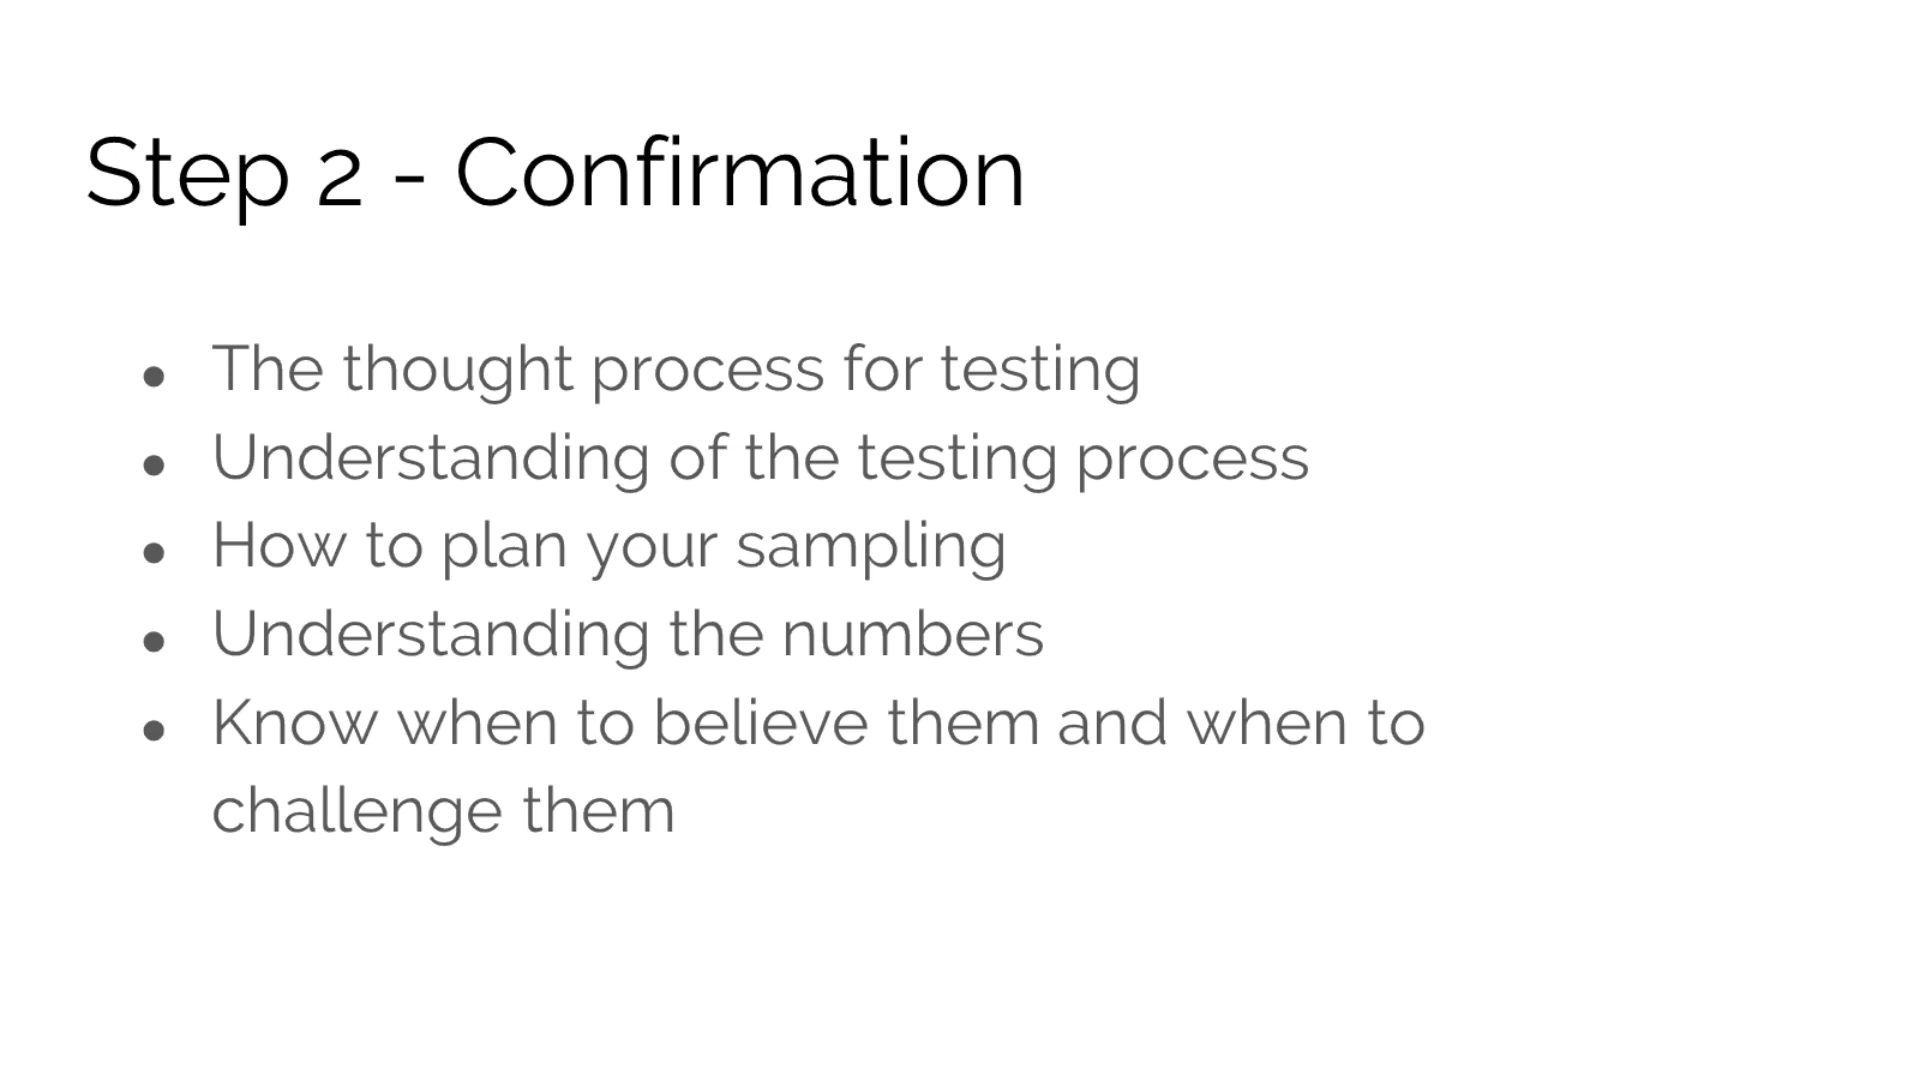 Step 2 - Confirmation
● The thought process for testing
● Understanding of the testing process
● How to plan your sampling
● Understanding the numbers
● Know when to believe them and when to
challenge them